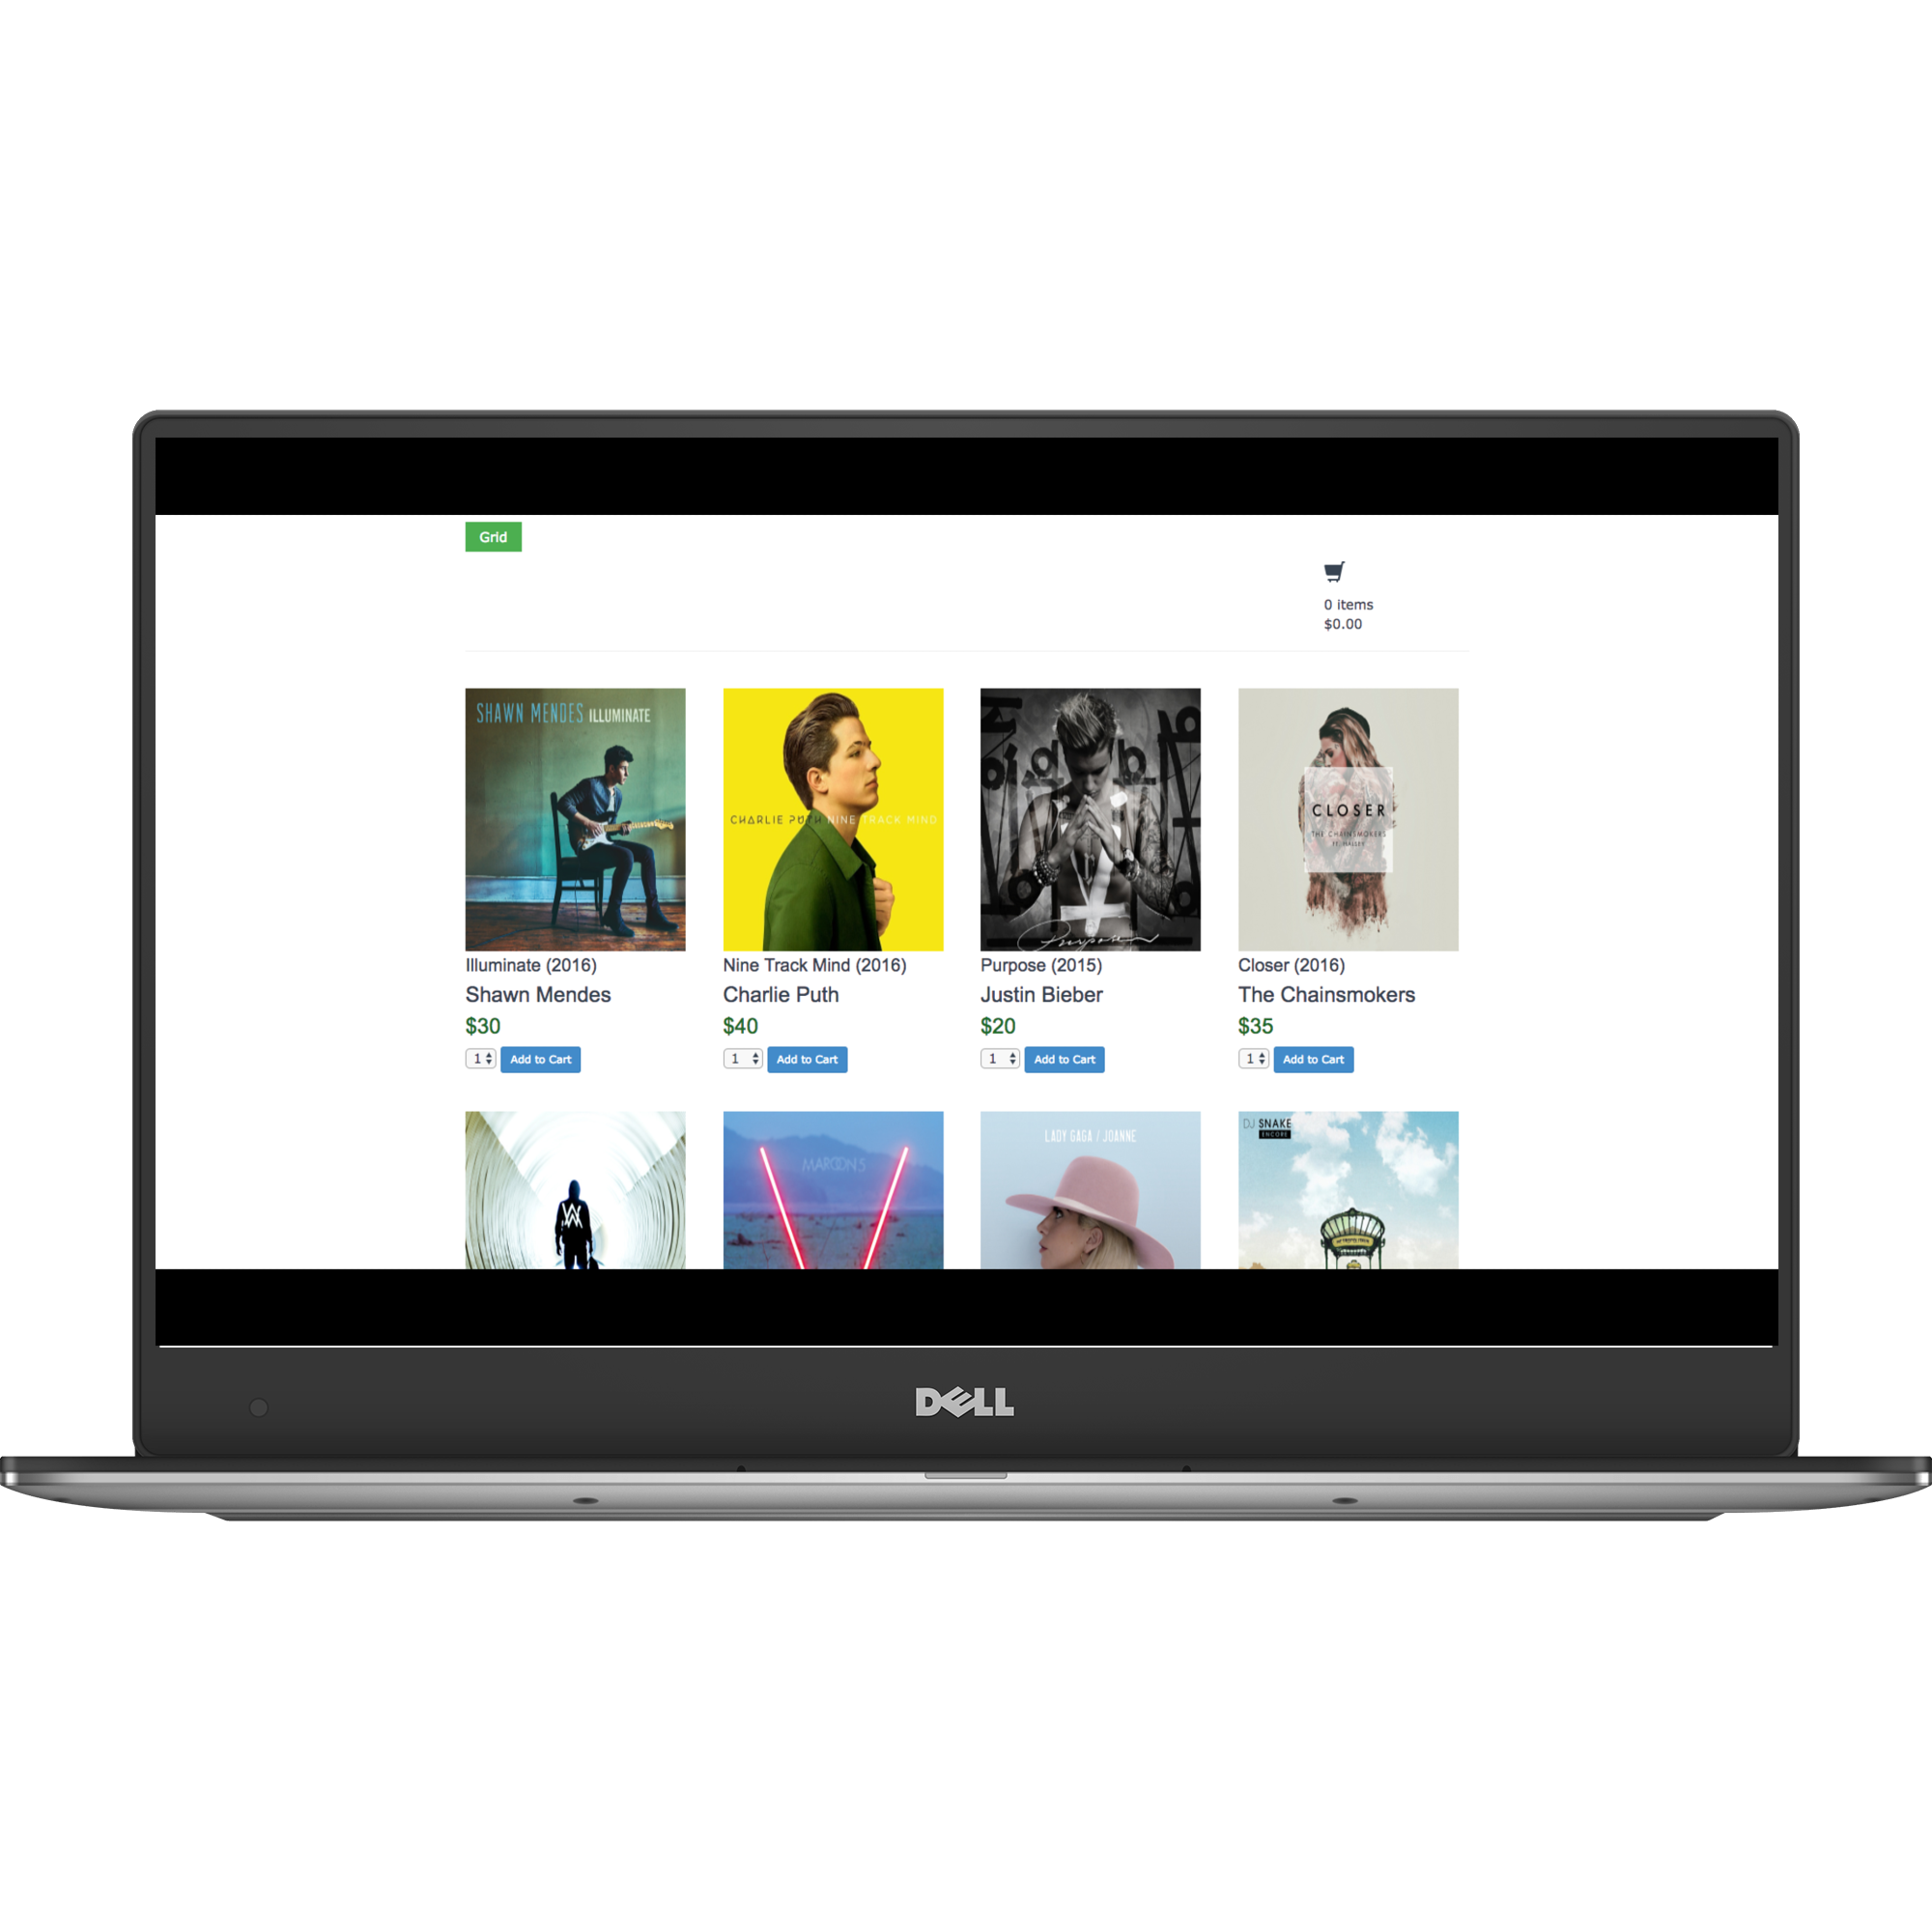 Grid
0 items
$0.00
SHAWN MENDES ILLUMINATE
CHARLIE PUTH NINE TRACK MIND
Purpose
CLOSER
THE CHAINSMOKERS
FT. HALSEY
Illuminate (2016)
Shawn Mendes
$30
1 Add to Cart
Nine Track Mind (2016)
Charlie Puth
$40
1 Add to Cart
Purpose (2015)
Justin Bieber
$20
1 Add to Cart
Closer (2016)
The Chainsmokers
$35
1 Add to Cart
MAROON 5
LADY GAGA / JOANNE
DJ SNAKE
ENCORE
DELL